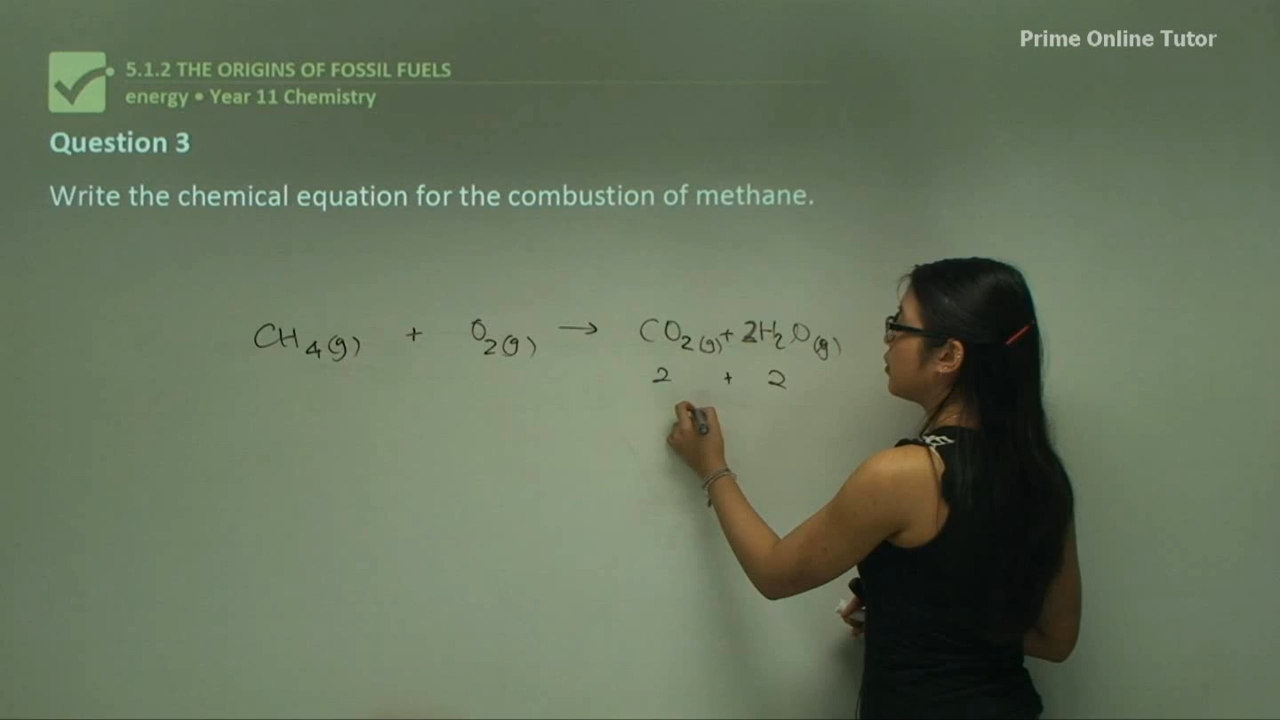 Prime Online Tutor
5.1.2 THE ORIGINS OF FOSSIL FUELS
energy • Year 11 Chemistry
Question 3
Write the chemical equation for the combustion of methane.
CH4(g) + O2(g) → CO2(g) + 2H2O(g)
2 + 2